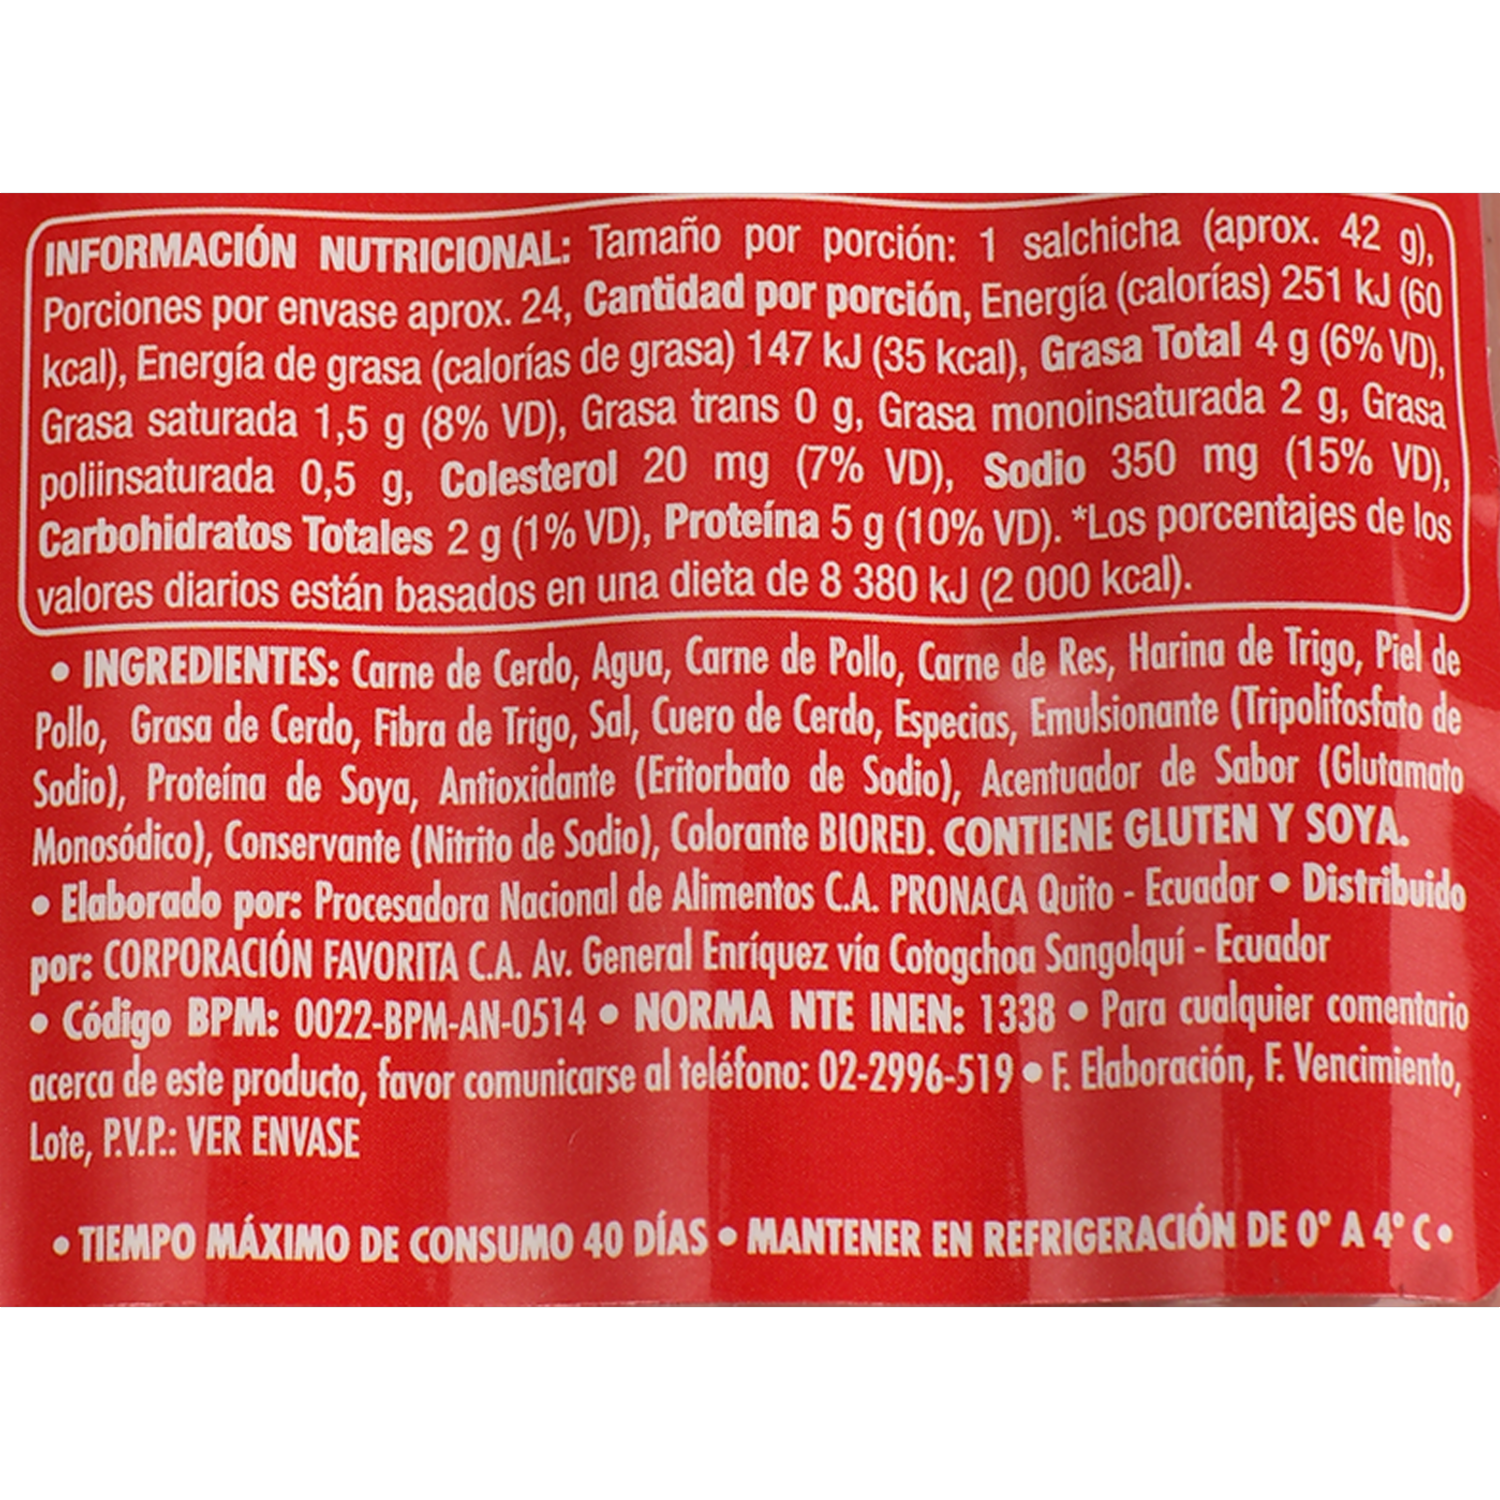 INFORMACIÓN NUTRICIONAL: Tamaño por porción: 1 salchicha (aprox. 42 g),
Porciones por envase aprox. 24, Cantidad por porción, Energía (calorías) 251 kJ (60
kcal), Energía de grasa (calorías de grasa) 147 kJ (35 kcal), Grasa Total 4 g (6% VD),
Grasa saturada 1,5 g (8% VD), Grasa trans 0 g, Grasa monoinsaturada 2 g, Grasa
poliinsaturada 0,5 g, Colesterol 20 mg (7% VD), Sodio 350 mg (15% VD),
Carbohidratos Totales 2 g (1% VD), Proteína 5 g (10% VD). *Los porcentajes de los
valores diarios están basados en una dieta de 8 380 kJ (2 000 kcal).
• INGREDIENTES: Carne de Cerdo, Agua, Carne de Pollo, Carne de Res, Harina de Trigo, Piel de
Pollo, Grasa de Cerdo, Fibra de Trigo, Sal, Cuero de Cerdo, Especias, Emulsionante (Tripolifosfato de
Sodio), Proteína de Soya, Antioxidante (Eritorbato de Sodio), Acentuador de Sabor (Glutamato
Monosódico), Conservante (Nitrito de Sodio), Colorante BIORED. CONTIENE GLUTEN Y SOYA.
• Elaborado por: Procesadora Nacional de Alimentos C.A. PRONACA Quito - Ecuador • Distribuido
por: CORPORACIÓN FAVORITA C.A. Av. General Enríquez vía Cotogchoa Sangolquí - Ecuador
• Código BPM: 0022-BPM-AN-0514 • NORMA NTE INEN: 1338 • Para cualquier comentario
acerca de este producto, favor comunicarse al teléfono: 02-2996-519 • F. Elaboración, F. Vencimiento,
Lote, P.V.P.: VER ENVASE
• TIEMPO MÁXIMO DE CONSUMO 40 DÍAS • MANTENER EN REFRIGERACIÓN DE 0° A 4° C •